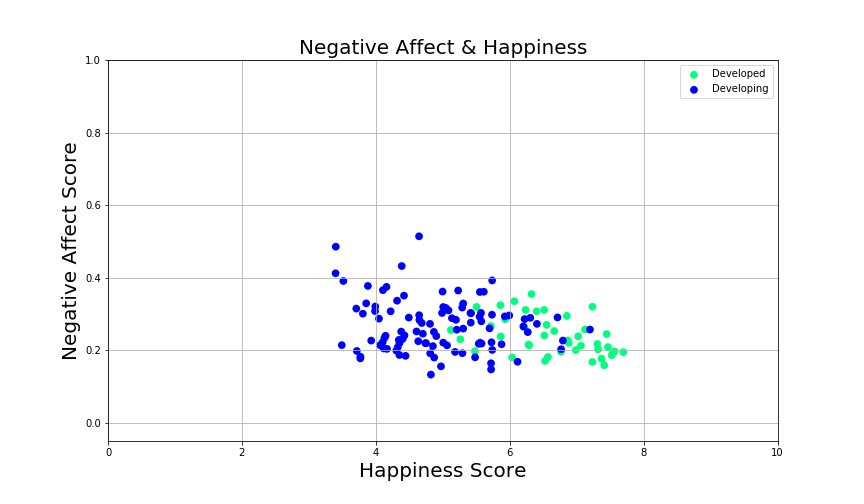 Negative Affect & Happiness
Developed
Developing
Negative Affect Score
1.0
0.8
0.6
0.4
0.2
0.0
0
2
4
6
8
10
Happiness Score